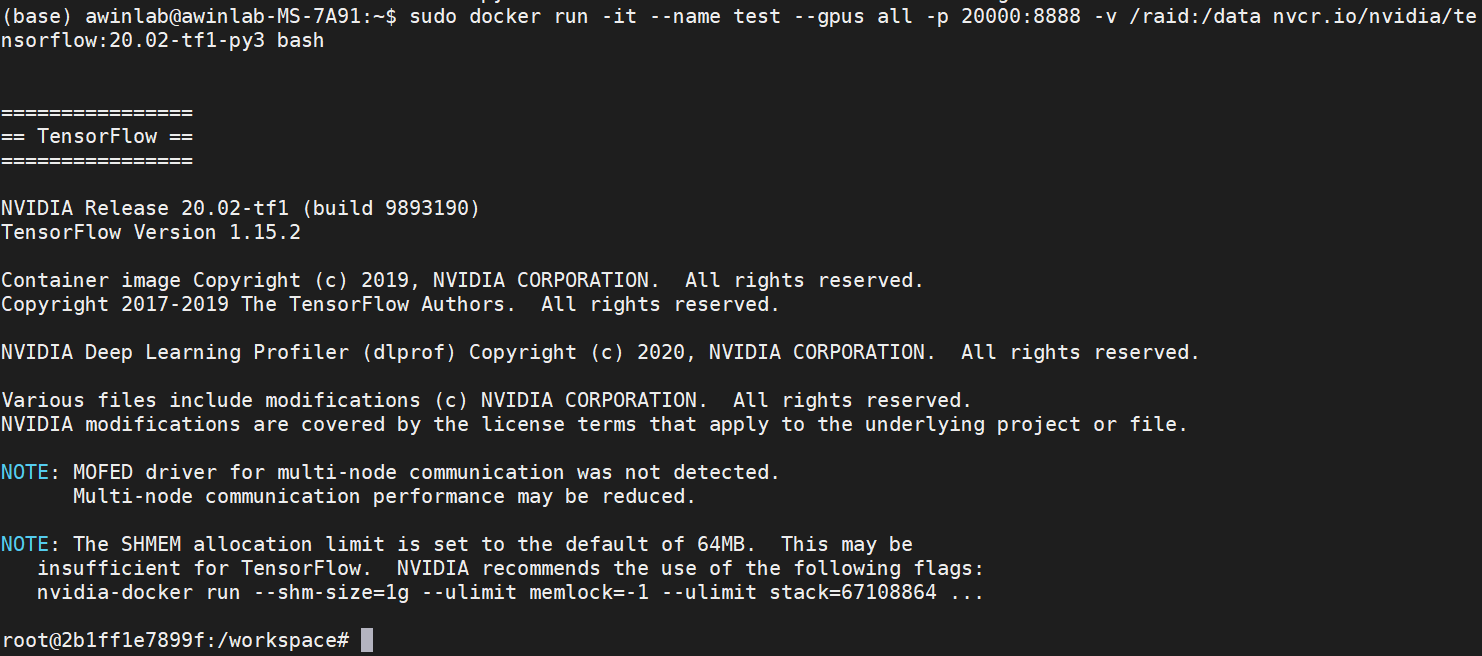 (base) awinlab@awinlab-MS-7A91:~$ sudo docker run -it --name test --gpus all -p 20000:8888 -v /raid:/data nvcr.io/nvidia/te
nsorflow:20.02-tf1-py3 bash
================
== TensorFlow ==
================
NVIDIA Release 20.02-tf1 (build 9893190)
TensorFlow Version 1.15.2
Container image Copyright (c) 2019, NVIDIA CORPORATION.  All rights reserved.
Copyright 2017-2019 The TensorFlow Authors.  All rights reserved.
NVIDIA Deep Learning Profiler (dlprof) Copyright (c) 2020, NVIDIA CORPORATION.  All rights reserved.
Various files include modifications (c) NVIDIA CORPORATION.  All rights reserved.
NVIDIA modifications are covered by the license terms that apply to the underlying project or file.
NOTE: MOFED driver for multi-node communication was not detected.
      Multi-node communication performance may be reduced.
NOTE: The SHMEM allocation limit is set to the default of 64MB.  This may be
   insufficient for TensorFlow.  NVIDIA recommends the use of the following flags:
   nvidia-docker run --shm-size=1g --ulimit memlock=-1 --ulimit stack=67108864 ...
root@2b1ff1e7899f:/workspace#